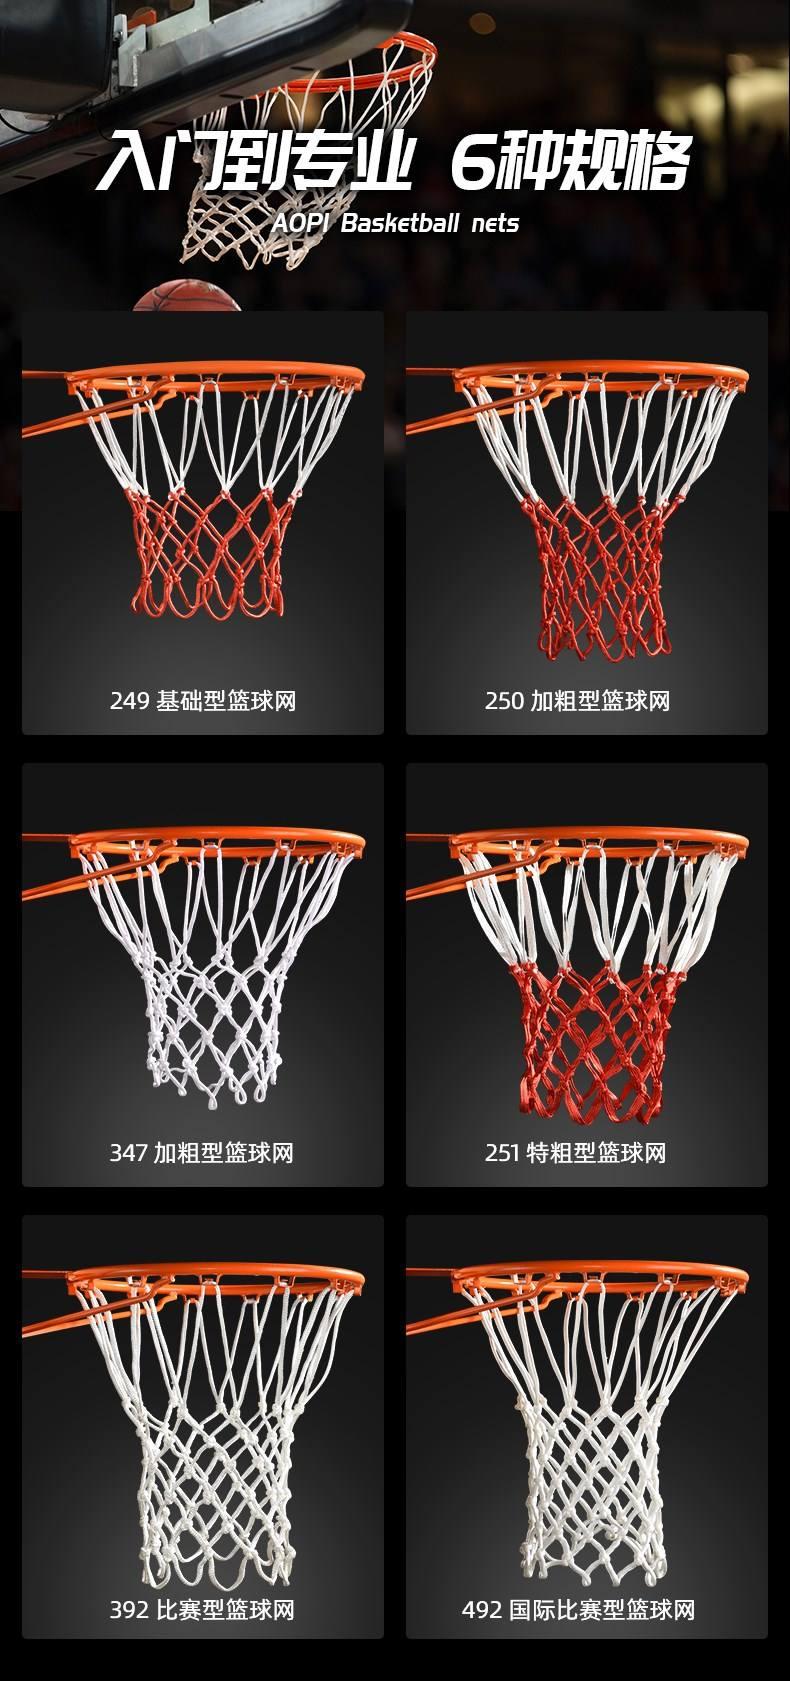 入门到专业 6种规格
AOPI Basketball nets
249 基础型篮球网
250 加粗型篮球网
347 加粗型篮球网
251 特粗型篮球网
392 比赛型篮球网
492 国际比赛型篮球网